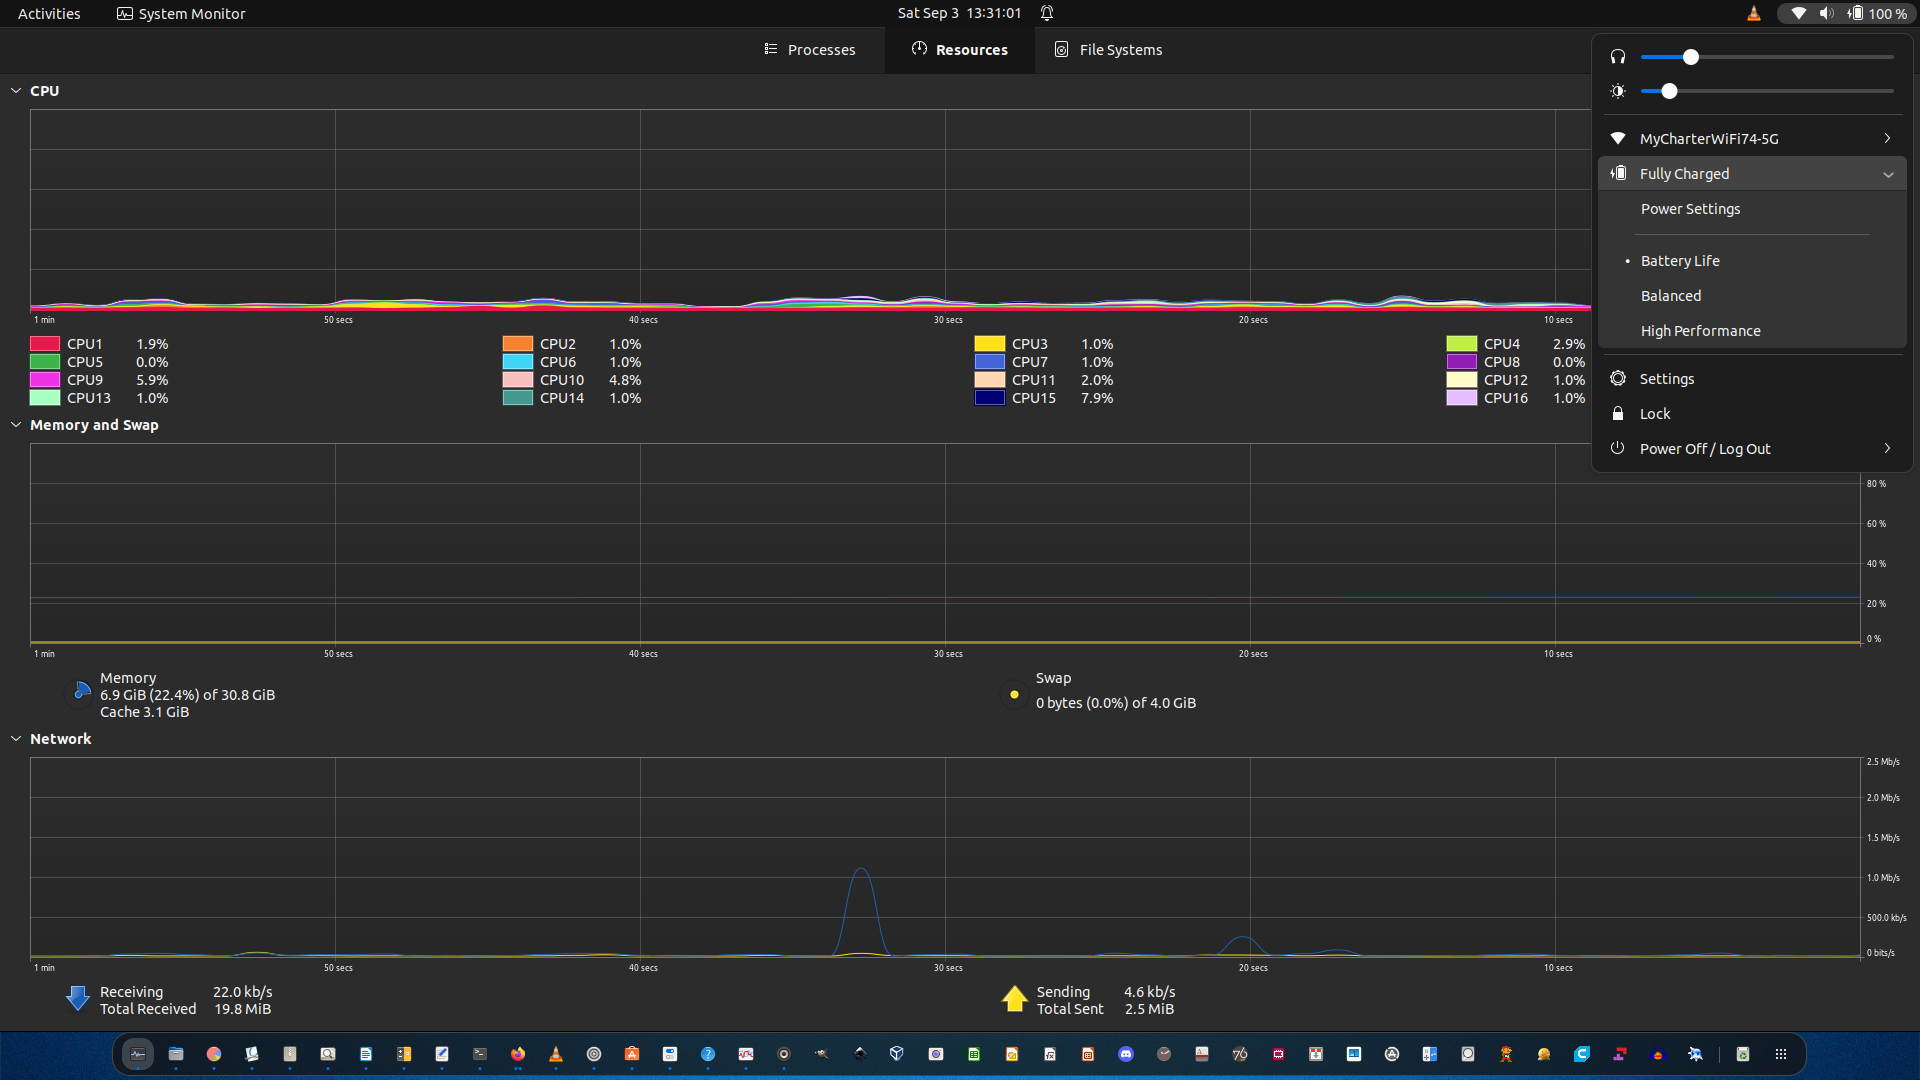 Activities
System Monitor
Sat Sep 3 13:31:01
100 %
Processes
Resources
File Systems
CPU
1 min
50 secs
40 secs
30 secs
20 secs
10 secs
CPU1 1.9%
CPU2 1.0%
CPU3 1.0%
CPU4 2.9%
CPU5 0.0%
CPU6 1.0%
CPU7 1.0%
CPU8 0.0%
CPU9 5.9%
CPU10 4.8%
CPU11 2.0%
CPU12 1.0%
CPU13 1.0%
CPU14 1.0%
CPU15 7.9%
CPU16 1.0%
MyCharterWiFi74-5G
Fully Charged
Power Settings
• Battery Life
Balanced
High Performance
Settings
Lock
Power Off / Log Out
Memory and Swap
80 %
60 %
40 %
20 %
0 %
1 min
50 secs
40 secs
30 secs
20 secs
10 secs
Memory
6.9 GiB (22.4%) of 30.8 GiB
Cache 3.1 GiB
Swap
0 bytes (0.0%) of 4.0 GiB
Network
2.5 Mb/s
2.0 Mb/s
1.5 Mb/s
1.0 Mb/s
500.0 kb/s
0 bits/s
1 min
50 secs
40 secs
30 secs
20 secs
10 secs
Receiving 22.0 kb/s
Total Received 19.8 MiB
Sending 4.6 kb/s
Total Sent 2.5 MiB
76